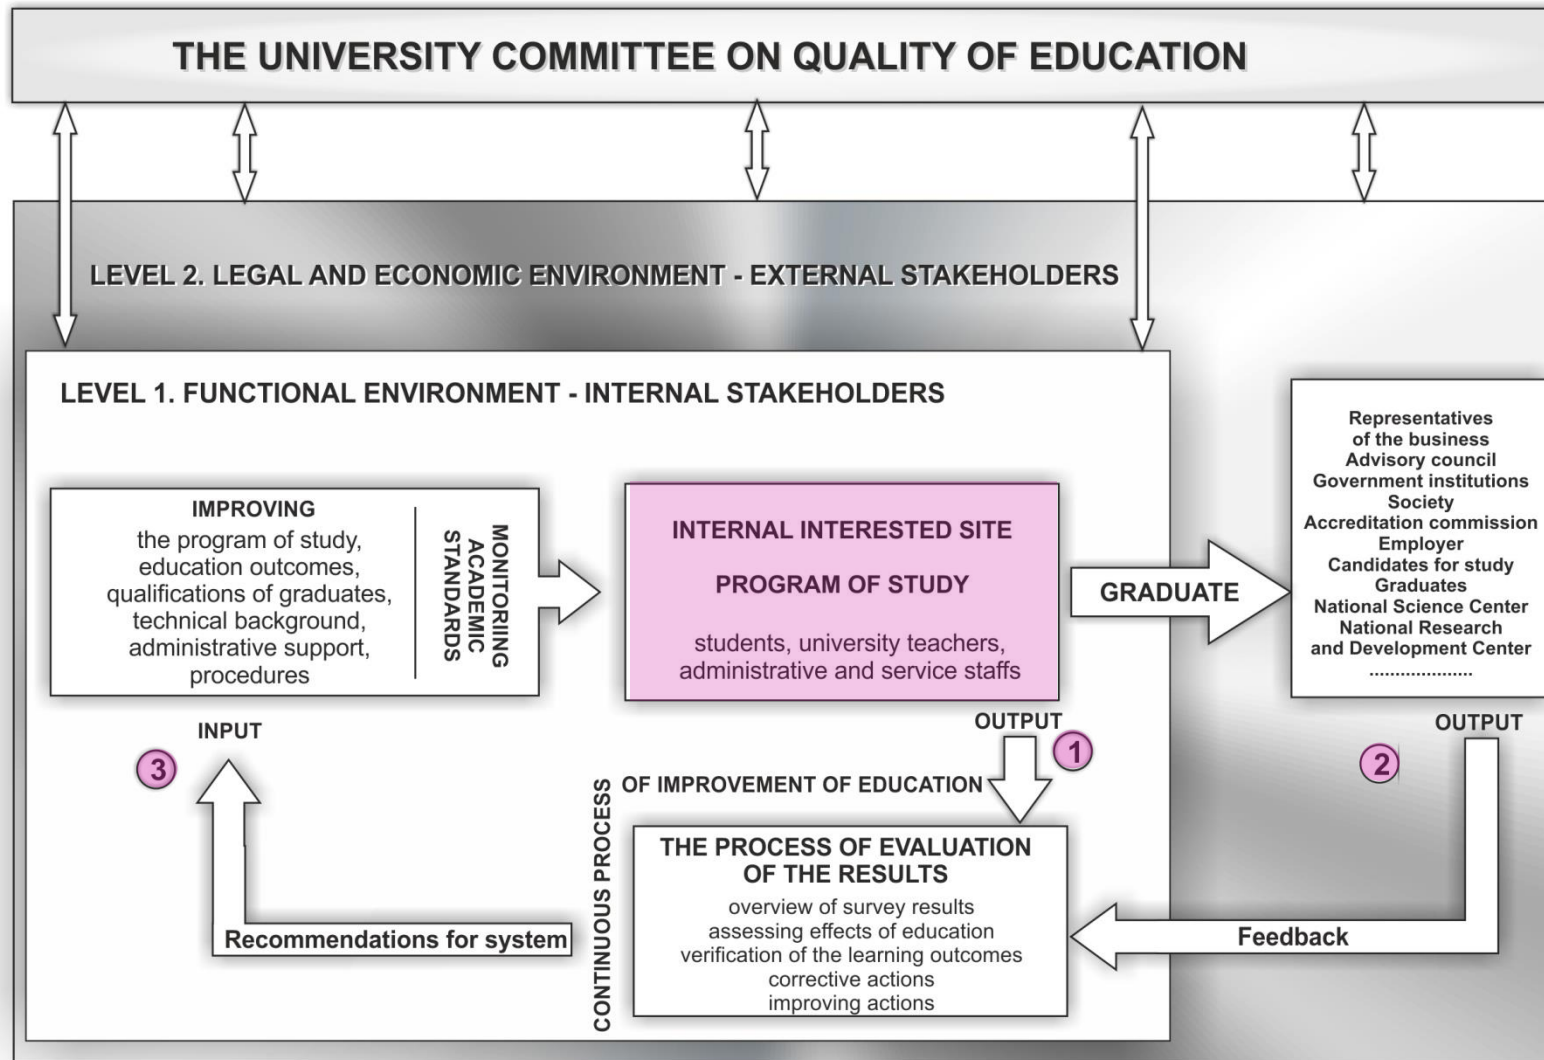 THE UNIVERSITY COMMITTEE ON QUALITY OF EDUCATION
LEVEL 2. LEGAL AND ECONOMIC ENVIRONMENT - EXTERNAL STAKEHOLDERS
LEVEL 1. FUNCTIONAL ENVIRONMENT - INTERNAL STAKEHOLDERS
IMPROVING
the program of study,
education outcomes,
qualifications of graduates,
technical background,
administrative support,
procedures
MONITORIING
ACADEMIC
STANDARDS
INTERNAL INTERESTED SITE
PROGRAM OF STUDY
students, university teachers,
administrative and service staffs
GRADUATE
Representatives
of the business
Advisory council
Government institutions
Society
Accreditation commission
Employer
Candidates for study
Graduates
National Science Center
National Research
and Development Center
....................
INPUT
3
OUTPUT
1
OUTPUT
2
CONTINUOUS PROCESS
OF IMPROVEMENT OF EDUCATION
THE PROCESS OF EVALUATION
OF THE RESULTS
overview of survey results
assessing effects of education
verification of the learning outcomes
corrective actions
improving actions
Recommendations for system
Feedback